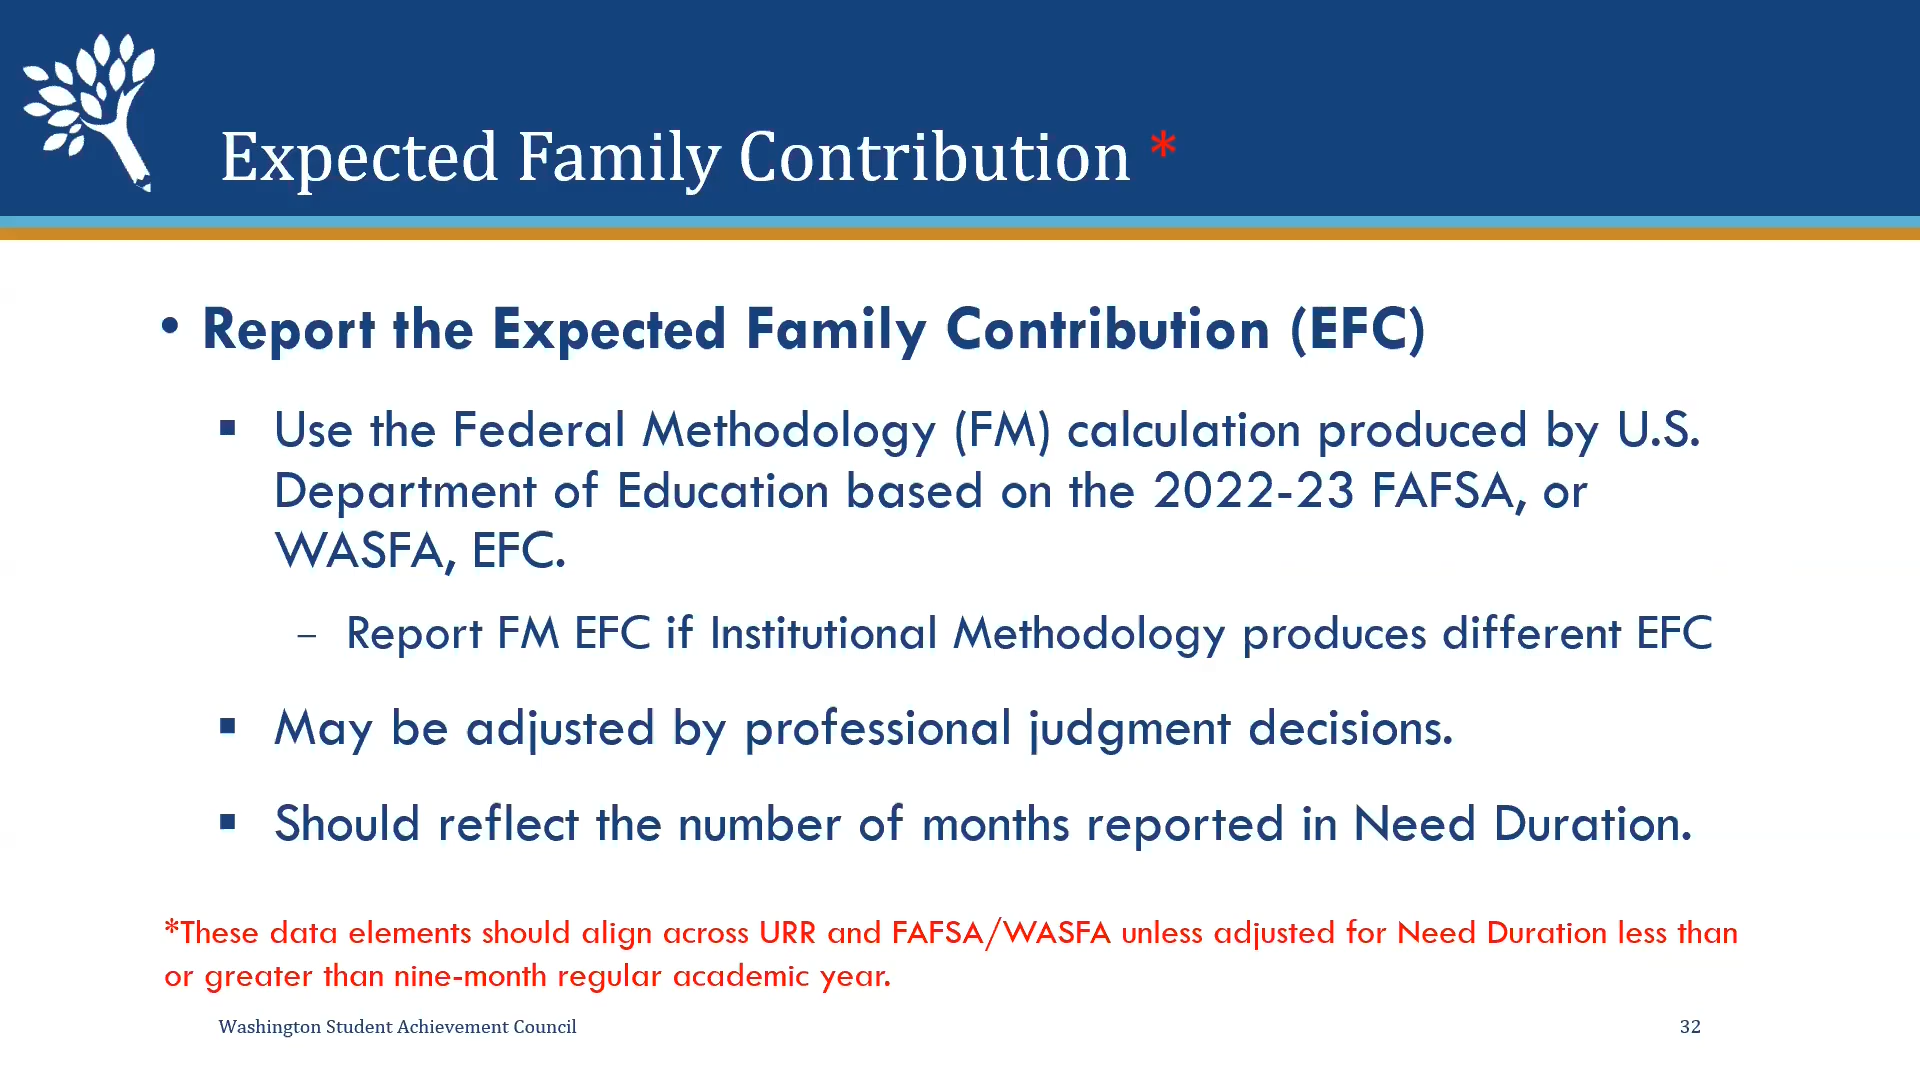 Expected Family Contribution *
• Report the Expected Family Contribution (EFC)
▪ Use the Federal Methodology (FM) calculation produced by U.S.
Department of Education based on the 2022-23 FAFSA, or
WASFA, EFC.
– Report FM EFC if Institutional Methodology produces different EFC
▪ May be adjusted by professional judgment decisions.
▪ Should reflect the number of months reported in Need Duration.
*These data elements should align across URR and FAFSA/WASFA unless adjusted for Need Duration less than
or greater than nine-month regular academic year.
Washington Student Achievement Council
32